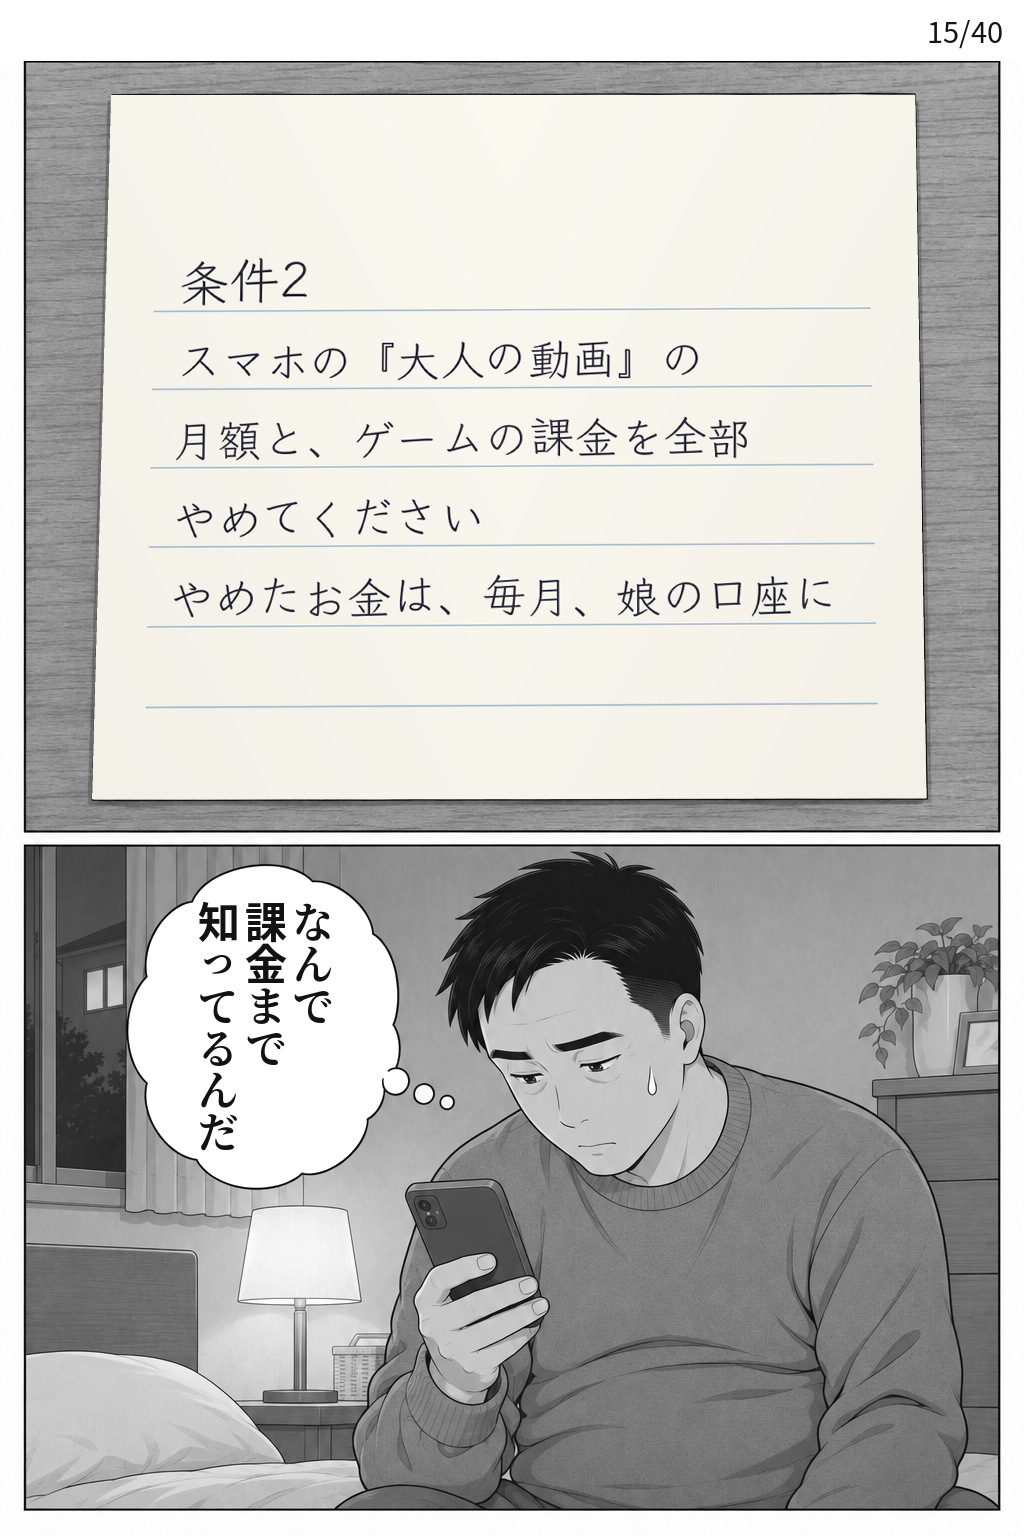 15/40
条件2
スマホの『大人の動画』の
月額と、ゲームの課金を全部
やめてください
やめたお金は、毎月、娘の口座に
なんで
課金まで
知ってるんだ